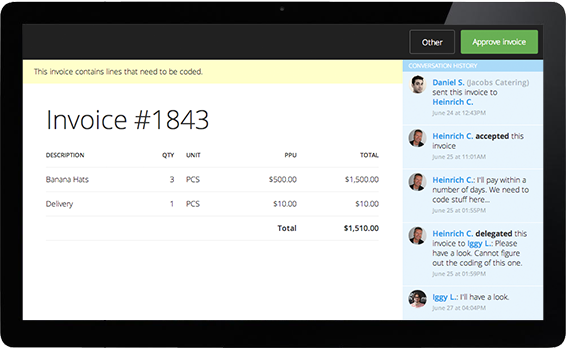 Other
Approve invoice
This invoice contains lines that need to be coded.
Invoice #1843
DESCRIPTION QTY UNIT PPU TOTAL
Banana Hats 3 PCS $500.00 $1,500.00
Delivery 1 PCS $10.00 $10.00
Total $1,510.00
CONVERSATION HISTORY
Daniel S. (Jacobs Catering)
sent this invoice to
Heinrich C.
June 24 at 12:43PM
Heinrich C. accepted this
invoice
June 25 at 11:01AM
Heinrich C.: I'll pay within a
number of days. We need to
code stuff here...
June 25 at 01:55PM
Heinrich C. delegated this
invoice to Iggy L.: Please
have a look. Cannot figure
out the coding of this one.
June 25 at 01:59PM
Iggy L.: I'll have a look.
June 27 at 04:04PM